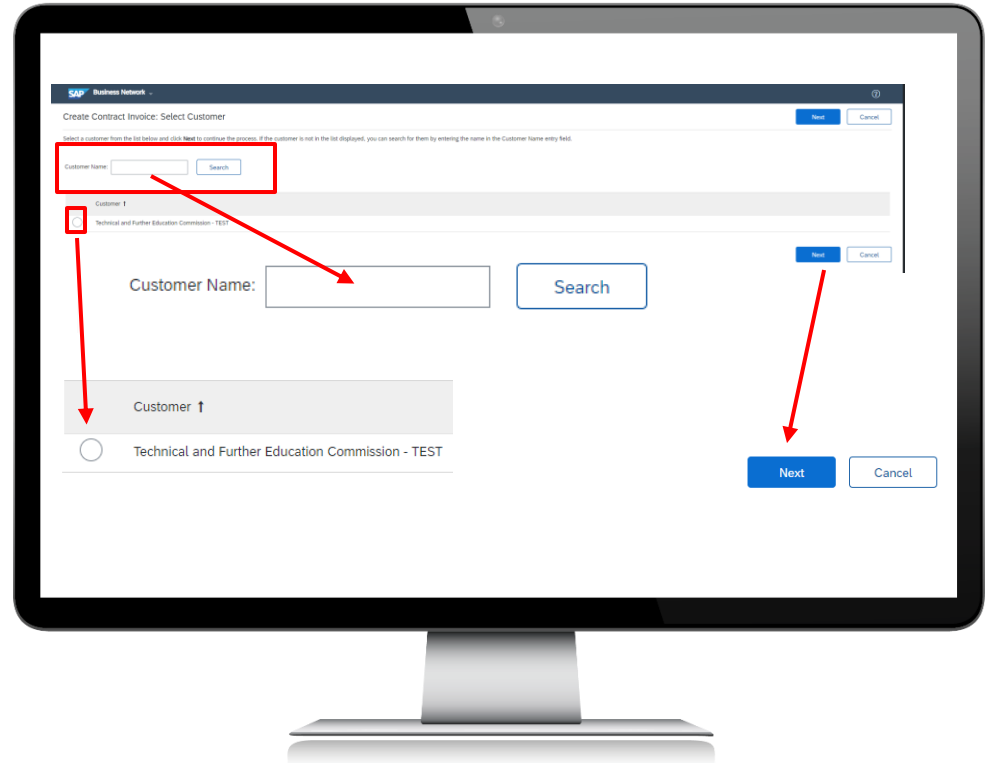 SAP Business Network
Create Contract Invoice: Select Customer
Next Cancel
Select a customer from the list below and click Next to continue the process. If the customer is not in the list displayed, you can search for them by entering the name in the Customer Name entry field.
Customer Name: Search
Customer ↑
Technical and Further Education Commission - TEST
Next Cancel
Customer Name: Search
Customer ↑
Technical and Further Education Commission - TEST
Next Cancel